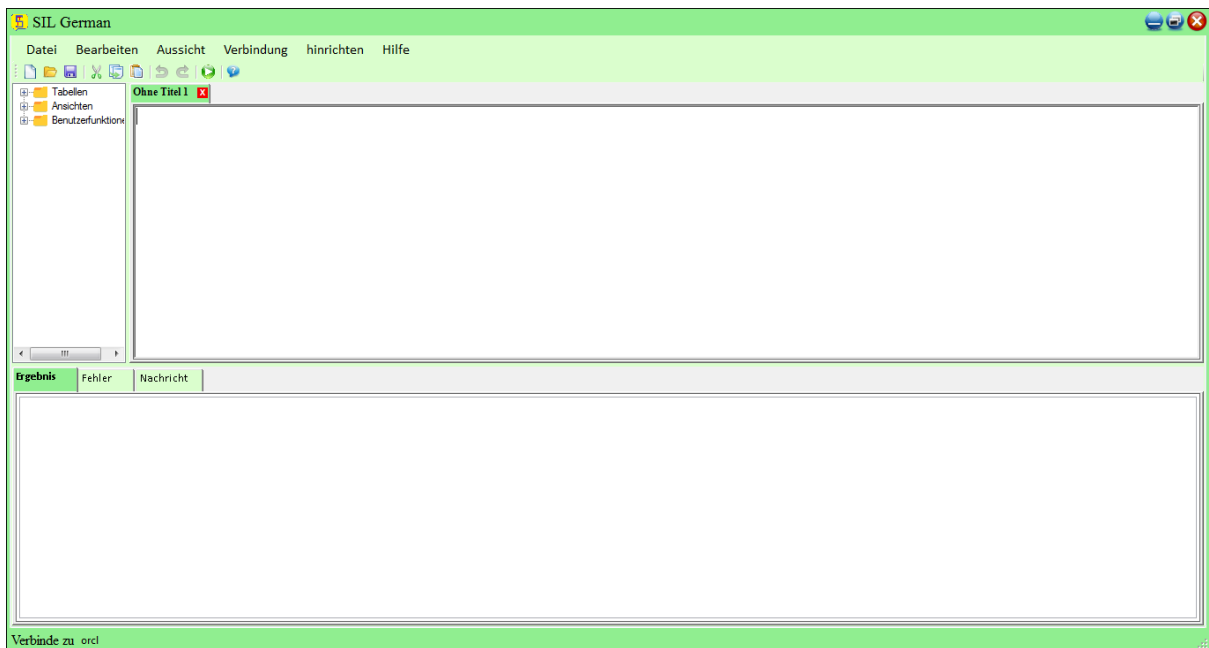 SIL German
Datei Bearbeiten Aussicht Verbindung hinrichten Hilfe
Tabellen
Ansichten
Ohne Titel 1 X
Ergebnis Fehler Nachricht
Verbinde zu orcl